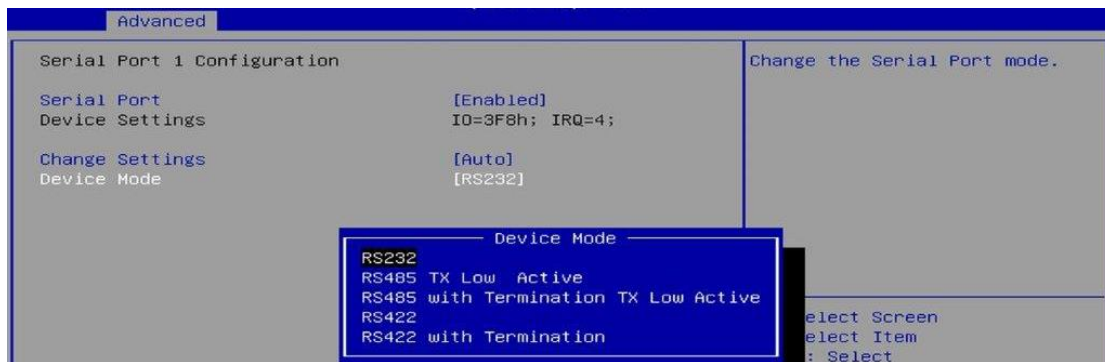 Advanced
Serial Port 1 Configuration
Change the Serial Port mode.
Serial Port [Enabled]
Device Settings IO=3F8h; IRQ=4;
Change Settings [Auto]
Device Mode [RS232]
Device Mode
RS232
RS485 TX Low  Active
RS485 with Termination TX Low Active
RS422
RS422 with Termination
elect Screen
elect Item
: Select